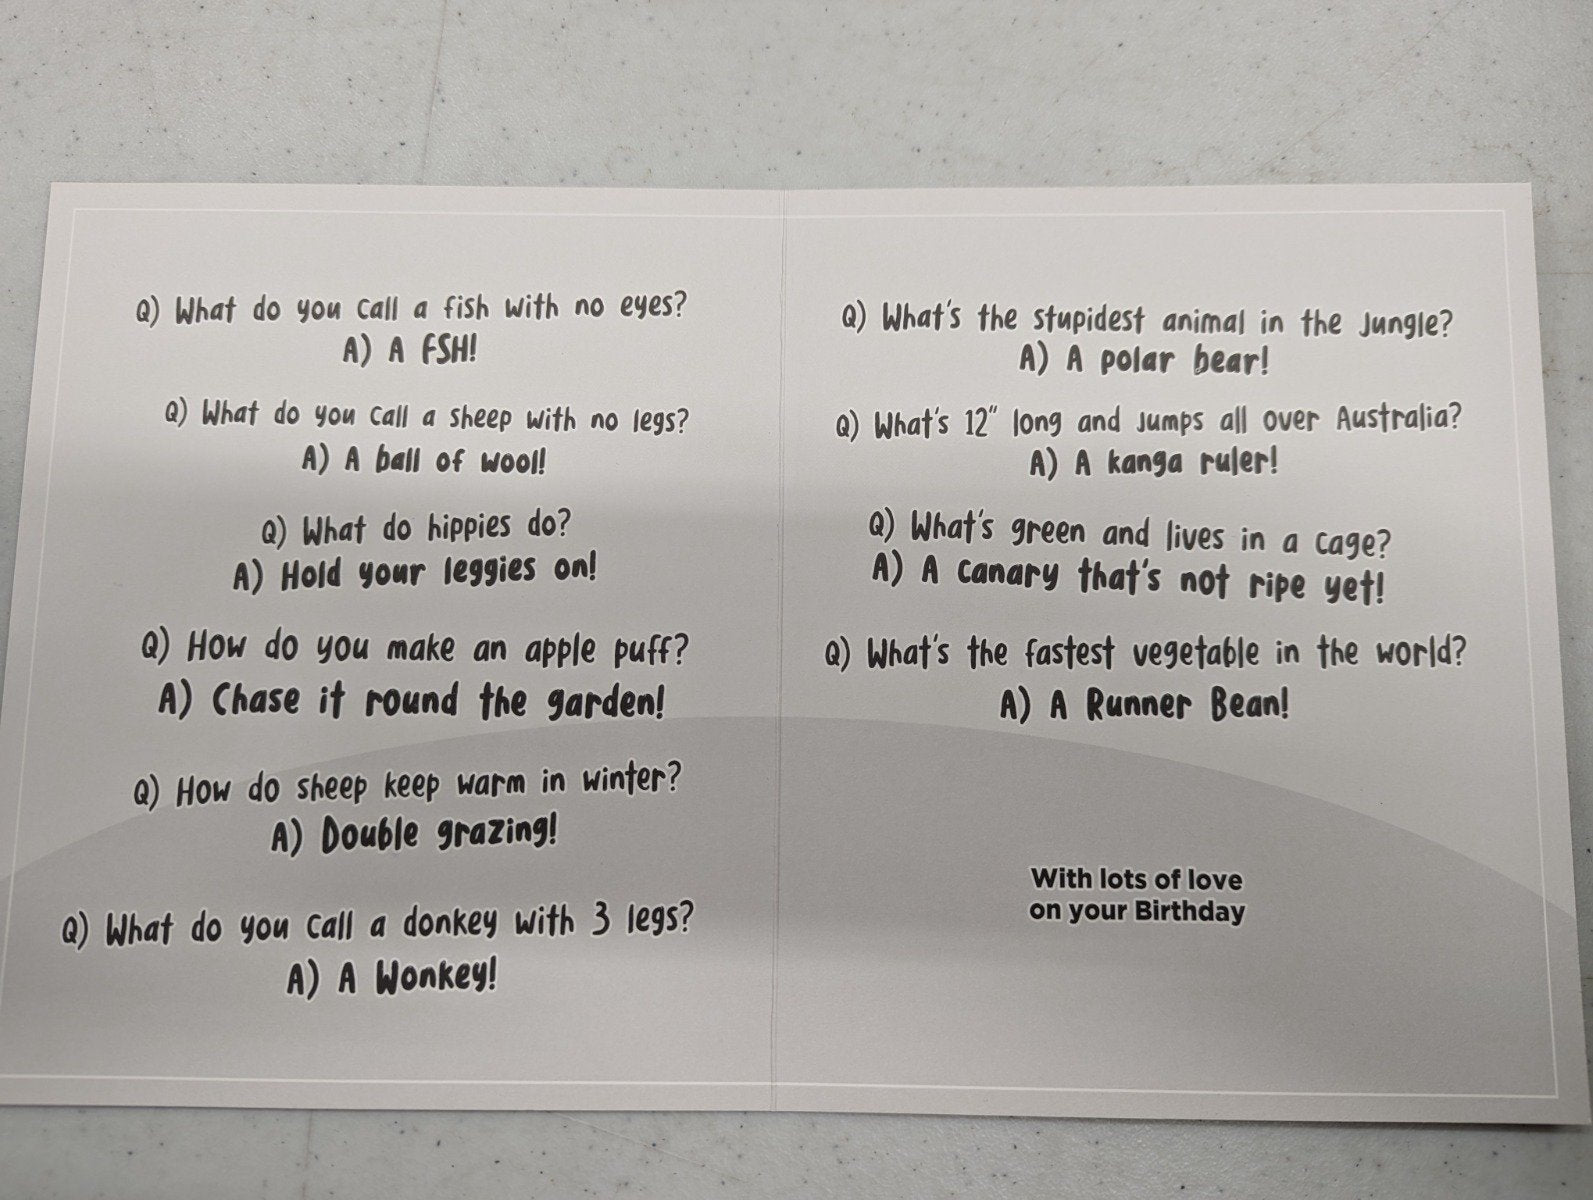 Q) What do you call a fish with no eyes?
A) A FSH!
Q) What do you call a sheep with no legs?
A) A ball of wool!
Q) What do hippies do?
A) Hold your leggies on!
Q) How do you make an apple puff?
A) Chase it round the garden!
Q) How do sheep keep warm in winter?
A) Double grazing!
Q) What do you call a donkey with 3 legs?
A) A Wonkey!
Q) What's the stupidest animal in the Jungle?
A) A polar bear!
Q) What's 12" long and jumps all over Australia?
A) A kanga ruler!
Q) What's green and lives in a cage?
A) A canary that's not ripe yet!
Q) What's the fastest vegetable in the world?
A) A Runner Bean!
With lots of love
on your Birthday